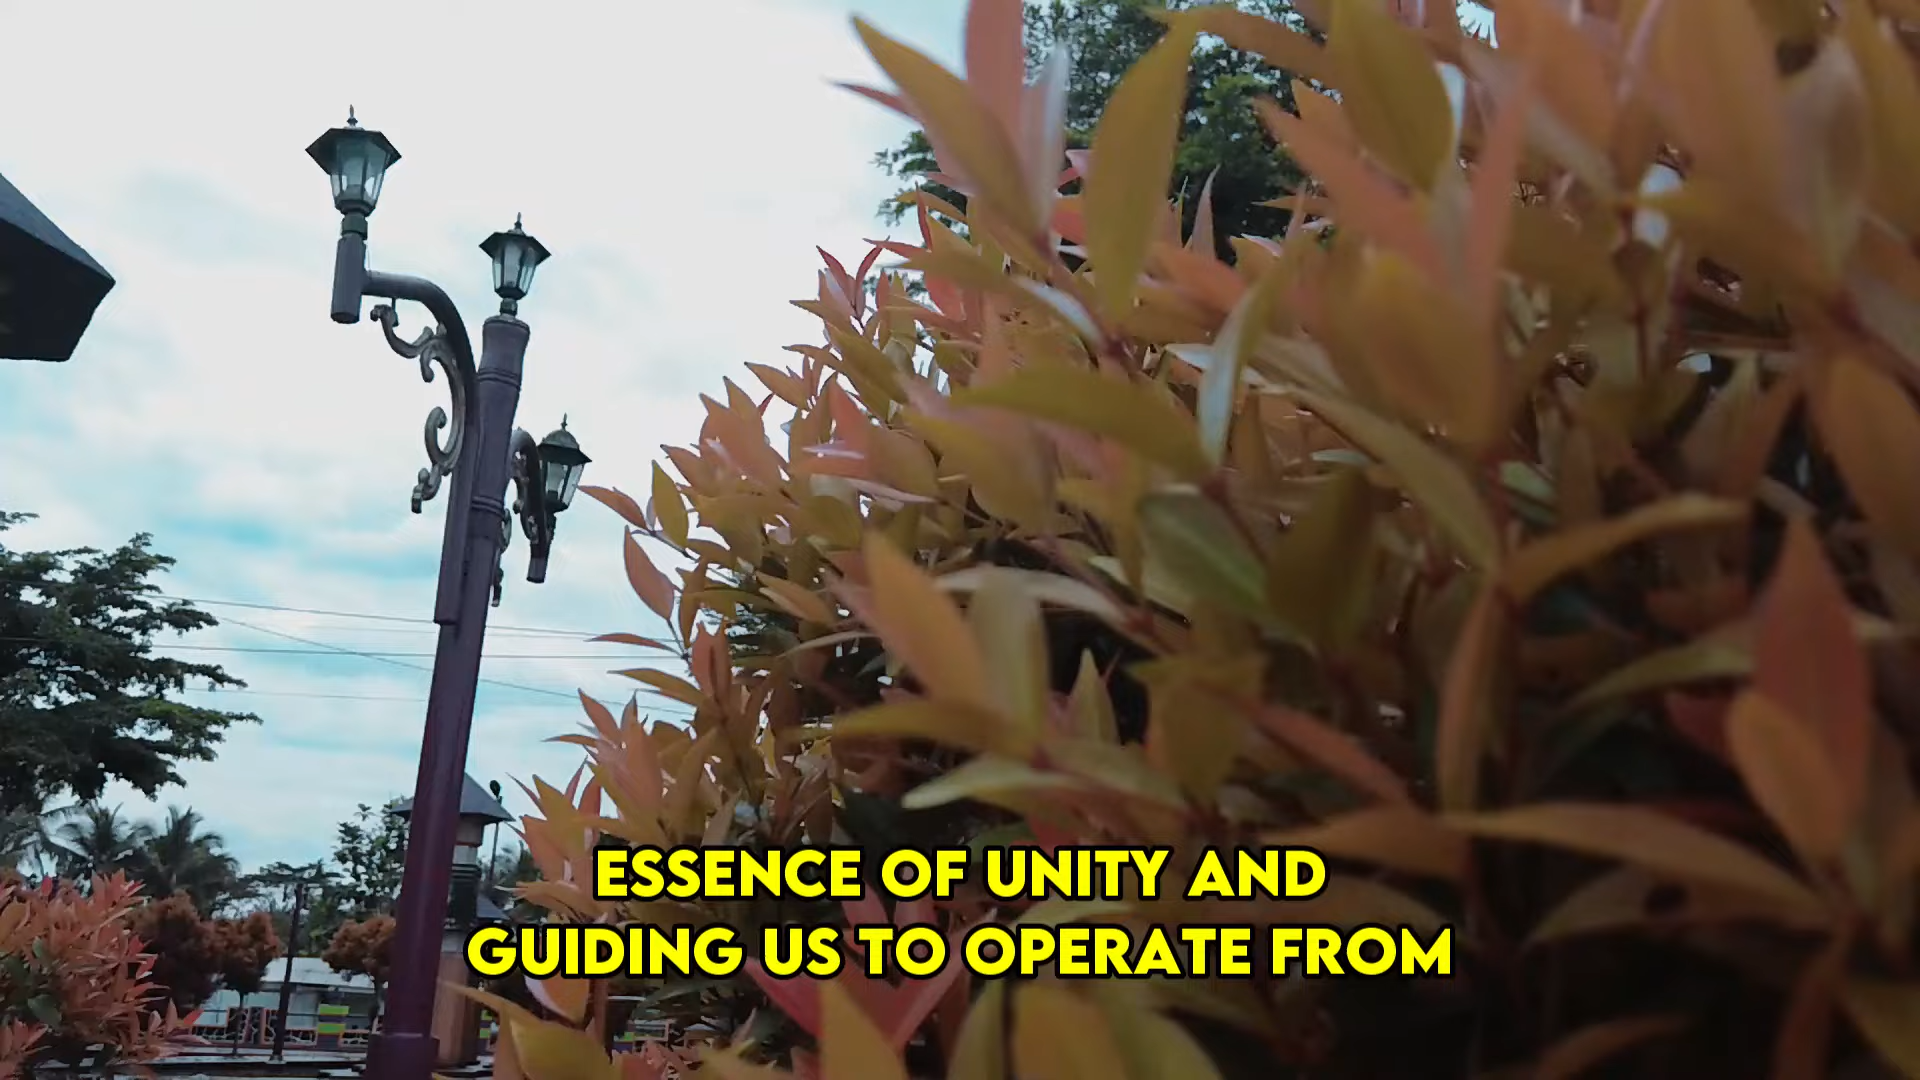 ESSENCE OF UNITY AND
GUIDING US TO OPERATE FROM